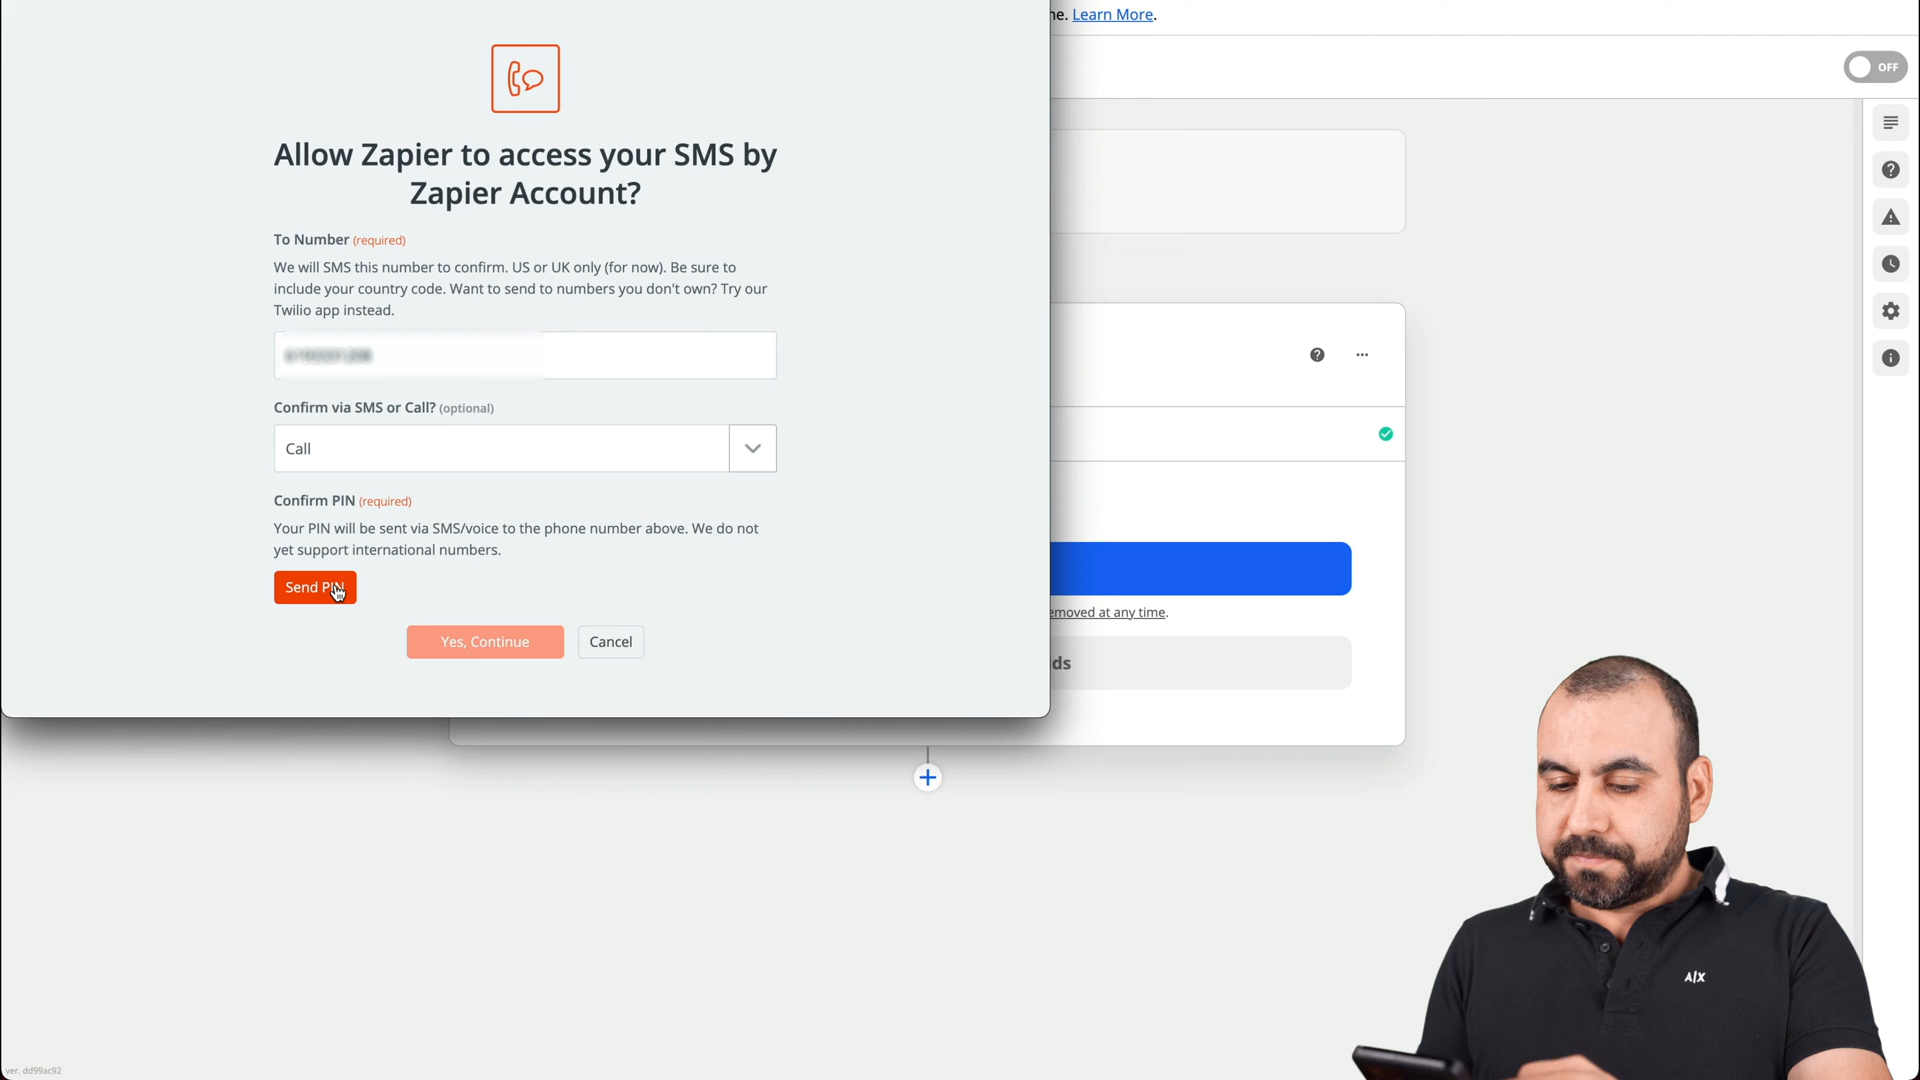 ne. Learn More.
OFF
Allow Zapier to access your SMS by
Zapier Account?
To Number (required)
We will SMS this number to confirm. US or UK only (for now). Be sure to
include your country code. Want to send to numbers you don't own? Try our
Twilio app instead.
Confirm via SMS or Call? (optional)
Call
Confirm PIN (required)
Your PIN will be sent via SMS/voice to the phone number above. We do not
yet support international numbers.
Send PIN
emoved at any time.
Yes, Continue
Cancel
ds
A|X
ver. dd99ac92